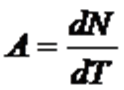 A = dN/dT